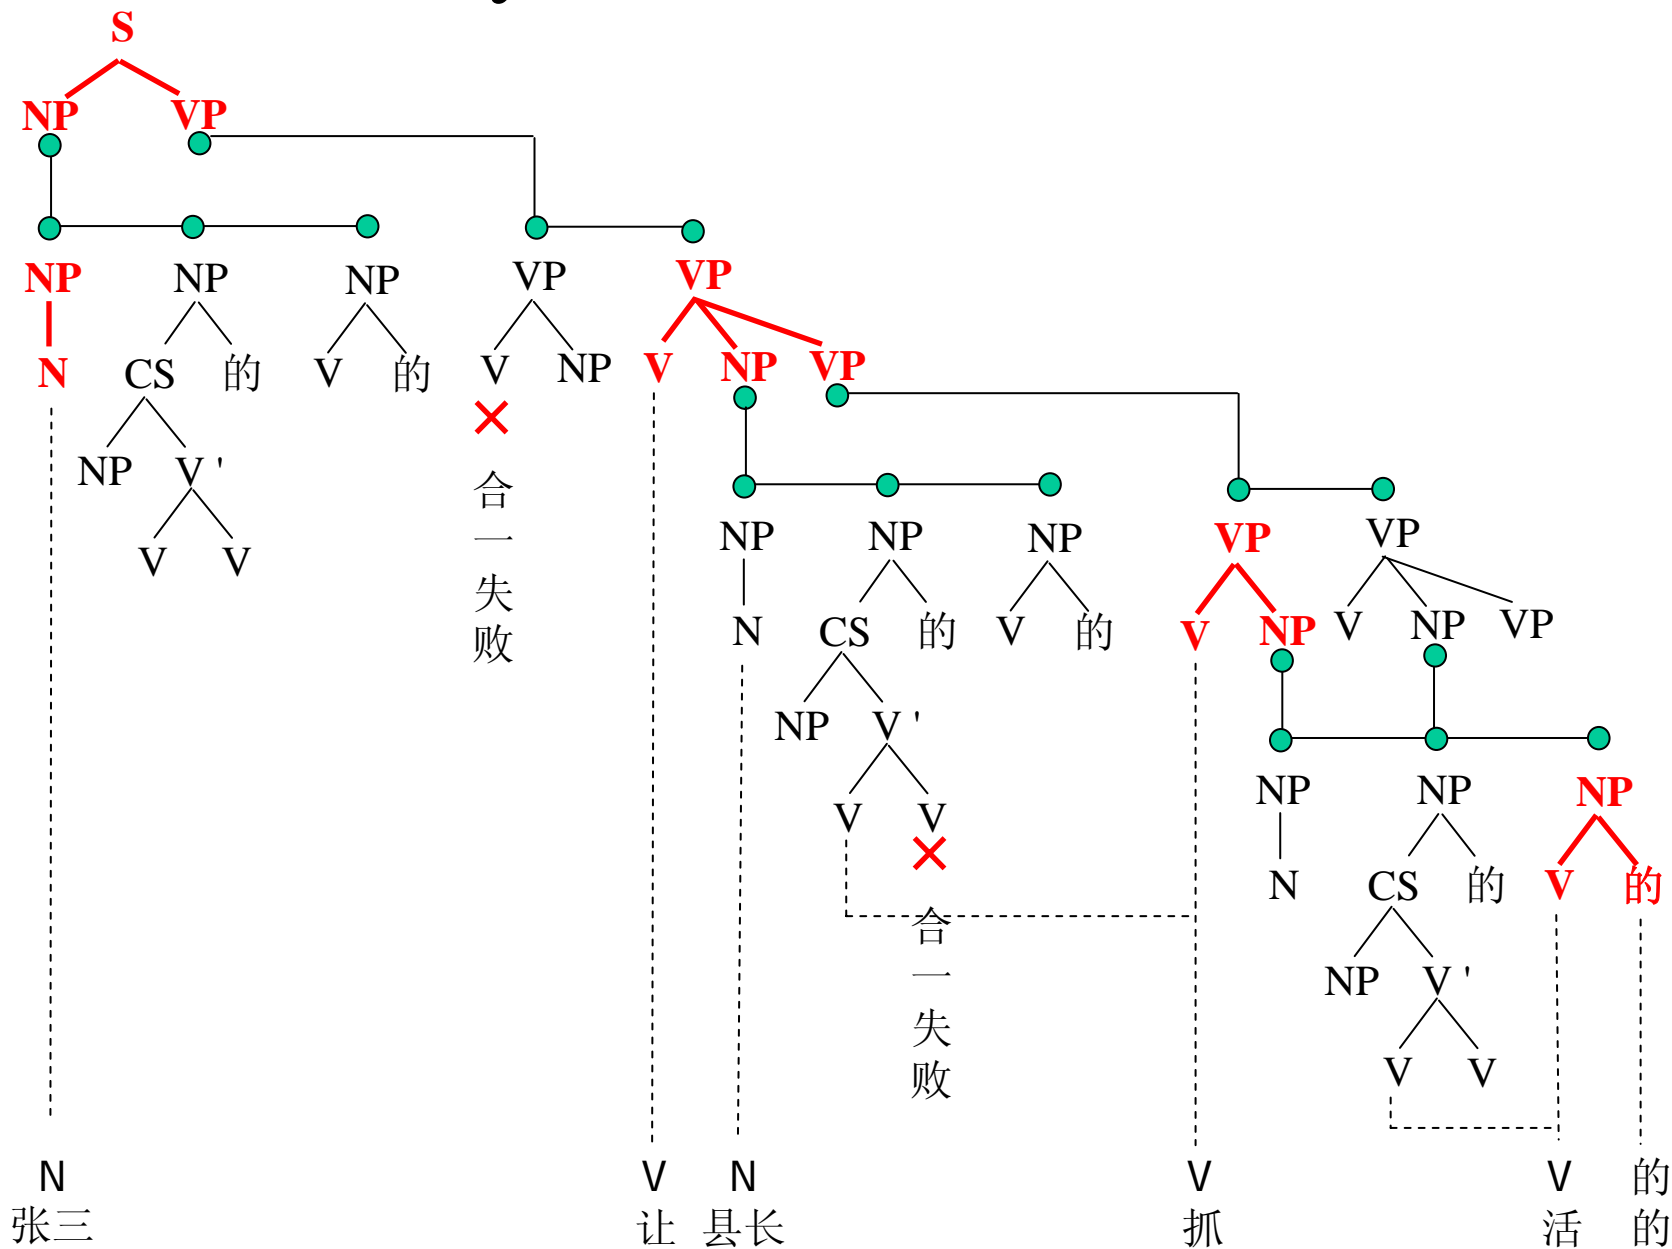 S
NP VP
NP NP NP VP VP
N CS 的 V 的 V NP V NP VP
NP V '
V V
合一失败
NP NP NP VP VP
N CS 的 V 的 V NP V NP VP
NP V '
V V
合一失败
NP NP NP
N CS 的 V 的
NP V '
V V
N V N V V 的
张三 让 县长 抓 活 的